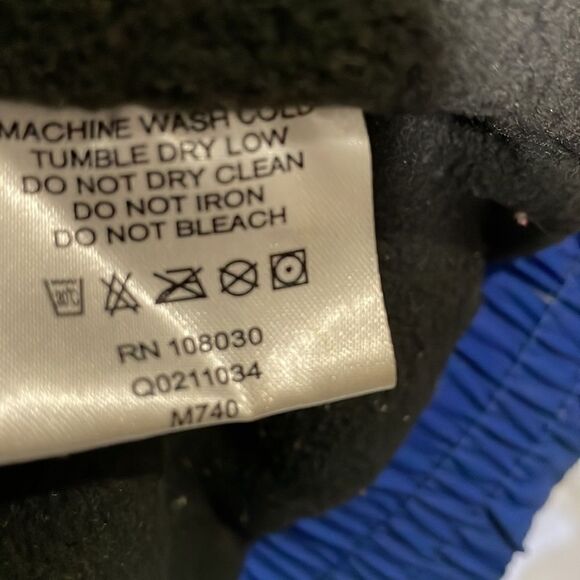 MACHINE WASH COLD
TUMBLE DRY LOW
DO NOT DRY CLEAN
DO NOT IRON
DO NOT BLEACH
30°C
RN 108030
Q0211034
M740